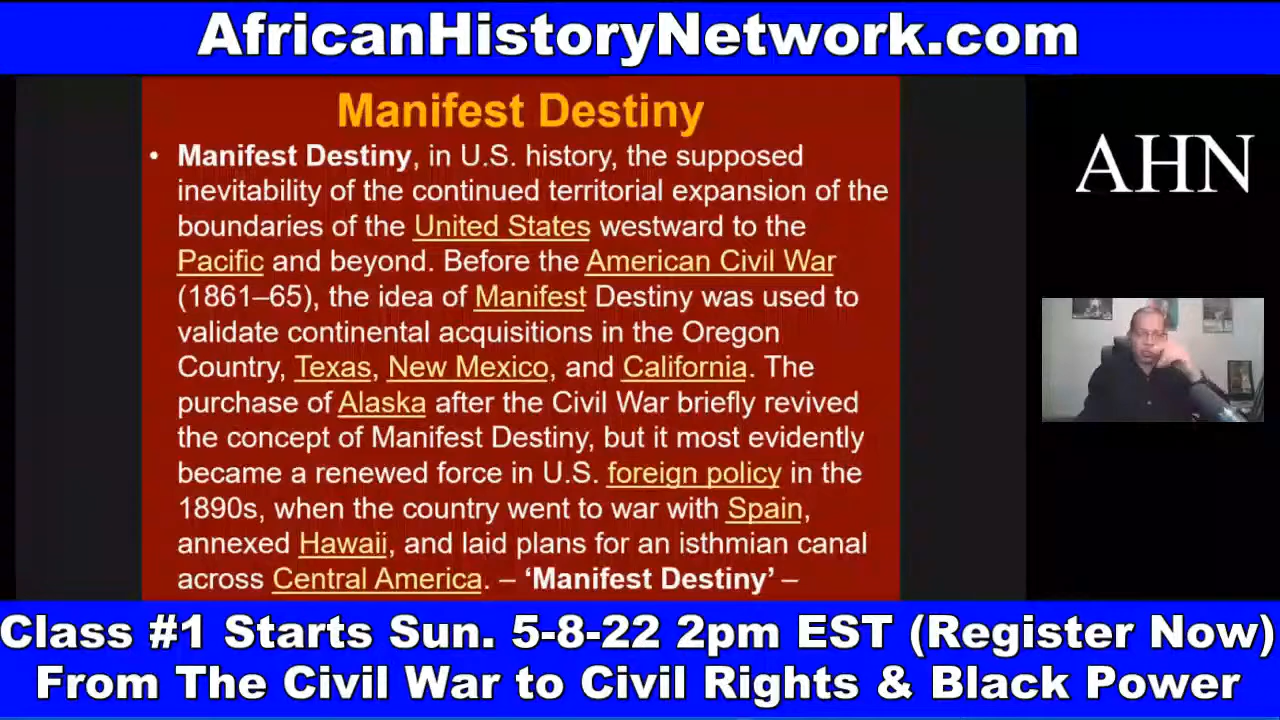 AfricanHistoryNetwork.com
Manifest Destiny
• Manifest Destiny, in U.S. history, the supposed
inevitability of the continued territorial expansion of the
boundaries of the United States westward to the
Pacific and beyond. Before the American Civil War
(1861–65), the idea of Manifest Destiny was used to
validate continental acquisitions in the Oregon
Country, Texas, New Mexico, and California. The
purchase of Alaska after the Civil War briefly revived
the concept of Manifest Destiny, but it most evidently
became a renewed force in U.S. foreign policy in the
1890s, when the country went to war with Spain,
annexed Hawaii, and laid plans for an isthmian canal
across Central America. – ‘Manifest Destiny’ –
AHN
Class #1 Starts Sun. 5-8-22 2pm EST (Register Now)
From The Civil War to Civil Rights & Black Power